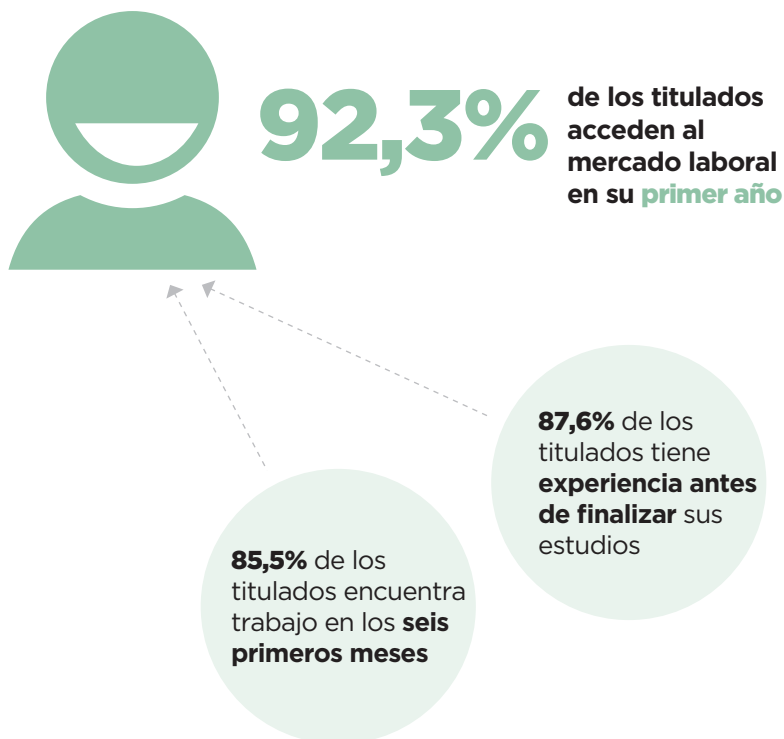 92,3%
de los titulados
acceden al
mercado laboral
en su primer año
87,6% de los
titulados tiene
experiencia antes
de finalizar sus
estudios
85,5% de los
titulados encuentra
trabajo en los seis
primeros meses